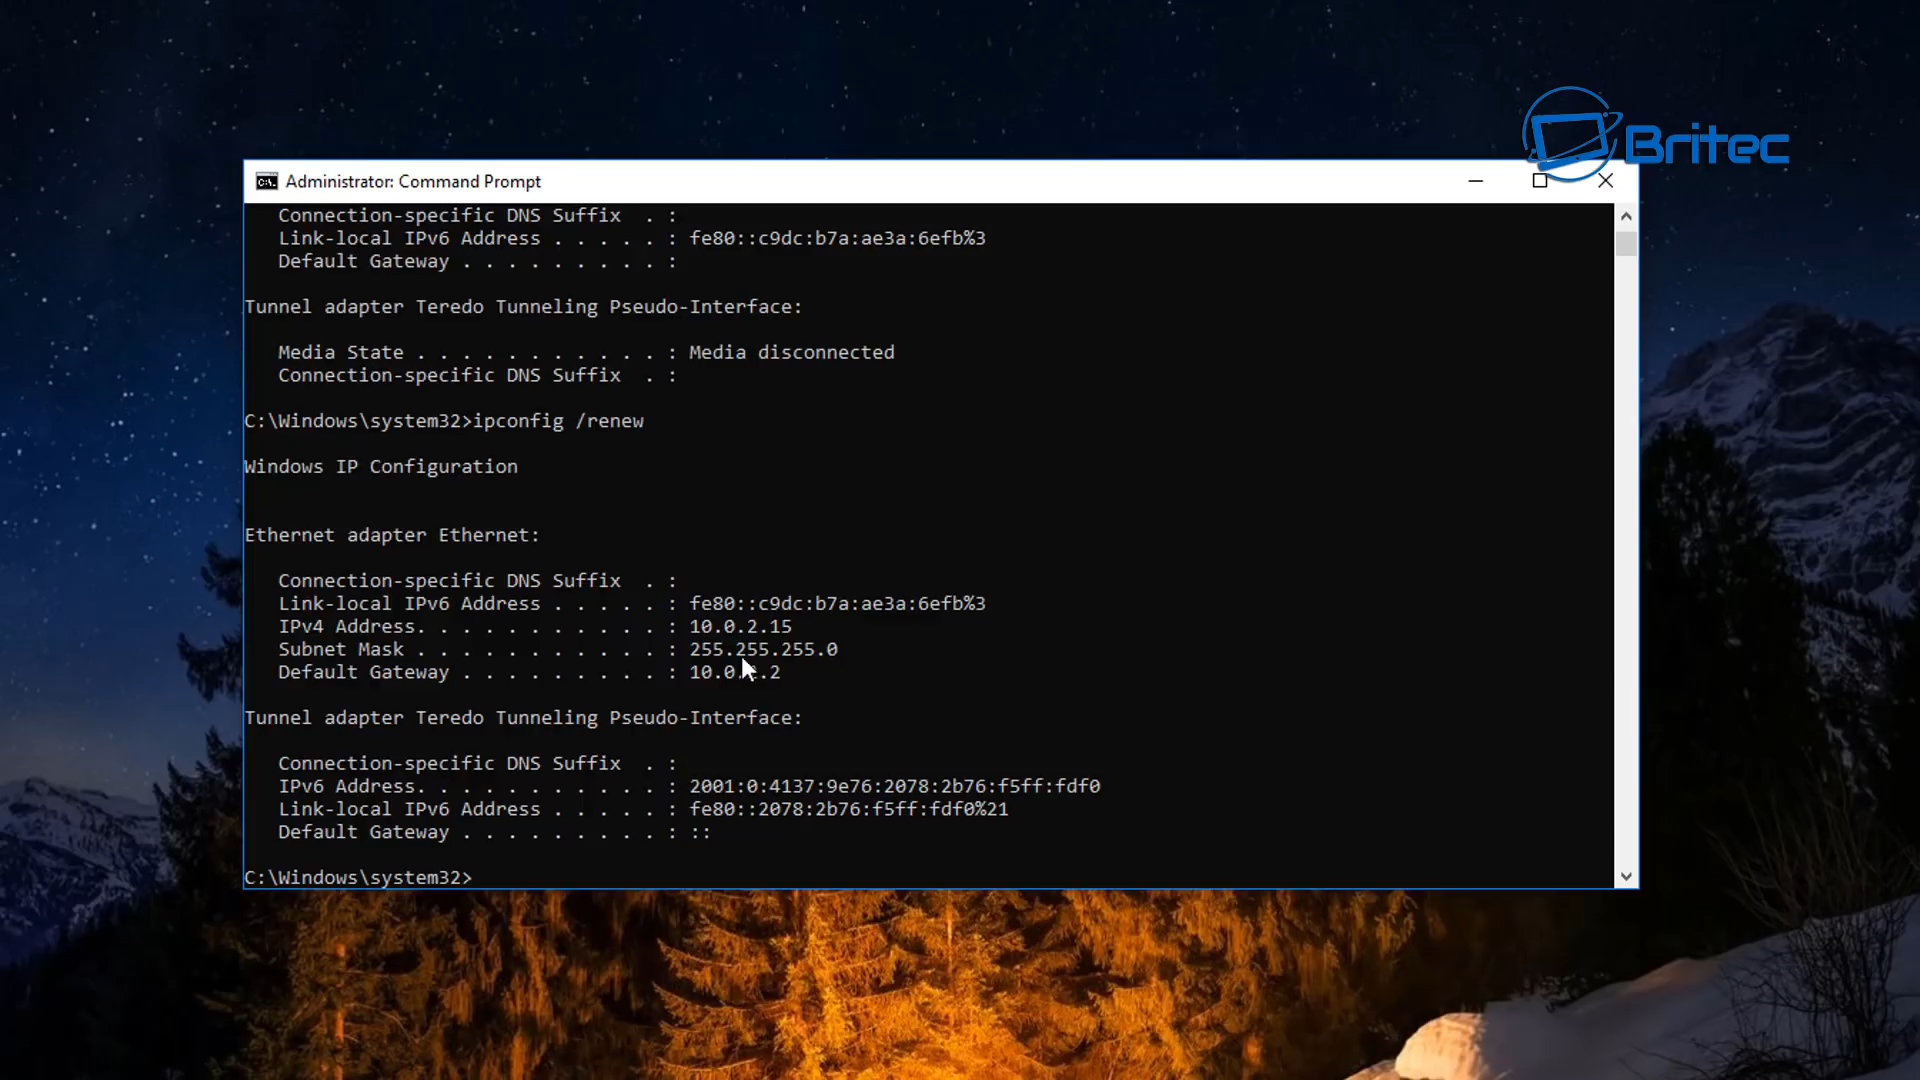 Britec
Administrator: Command Prompt
Connection-specific DNS Suffix . :
Link-local IPv6 Address . . . . . : fe80::c9dc:b7a:ae3a:6efb%3
Default Gateway . . . . . . . . . :
Tunnel adapter Teredo Tunneling Pseudo-Interface:
Media State . . . . . . . . . . . : Media disconnected
Connection-specific DNS Suffix . :
C:\Windows\system32>ipconfig /renew
Windows IP Configuration
Ethernet adapter Ethernet:
Connection-specific DNS Suffix . :
Link-local IPv6 Address . . . . . : fe80::c9dc:b7a:ae3a:6efb%3
IPv4 Address. . . . . . . . . . . : 10.0.2.15
Subnet Mask . . . . . . . . . . . : 255.255.255.0
Default Gateway . . . . . . . . . :
Tunnel adapter Teredo Tunneling Pseudo-Interface:
Connection-specific DNS Suffix . :
IPv6 Address. . . . . . . . . . . : 2001:0:4137:9e76:2078:2b76:f5ff:fdf0
Link-local IPv6 Address . . . . . : fe80::2078:2b76:f5ff:fdf0%21
Default Gateway . . . . . . . . . : ::
C:\Windows\system32>